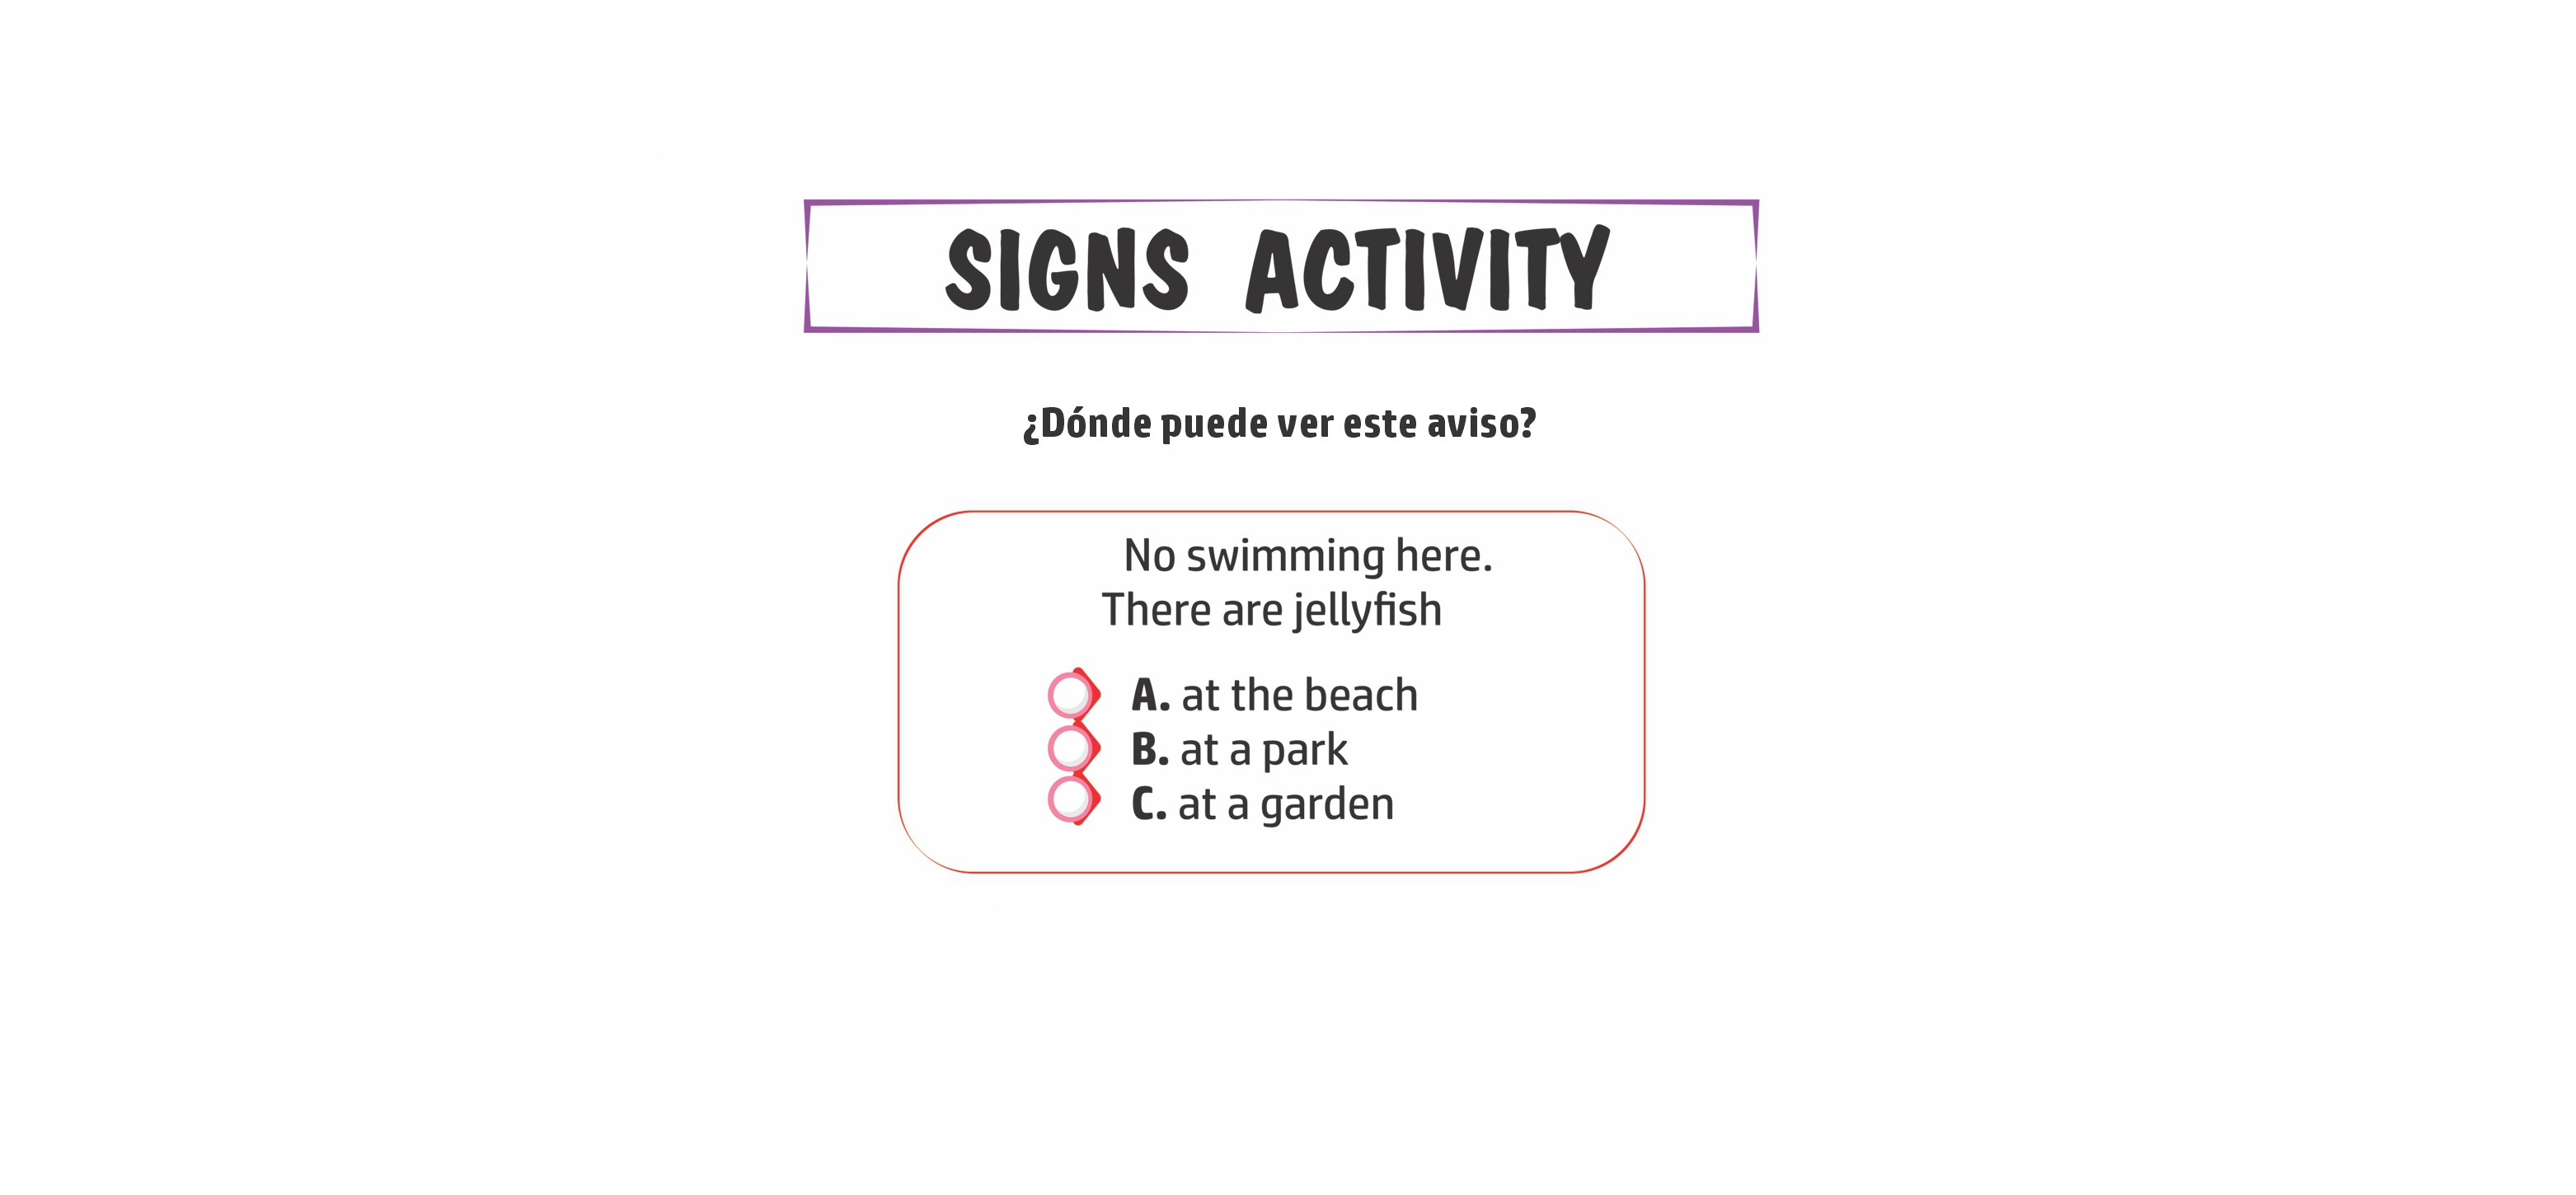 SIGNS ACTIVITY
¿Dónde puede ver este aviso?
No swimming here.
There are jellyfish
A. at the beach
B. at a park
C. at a garden